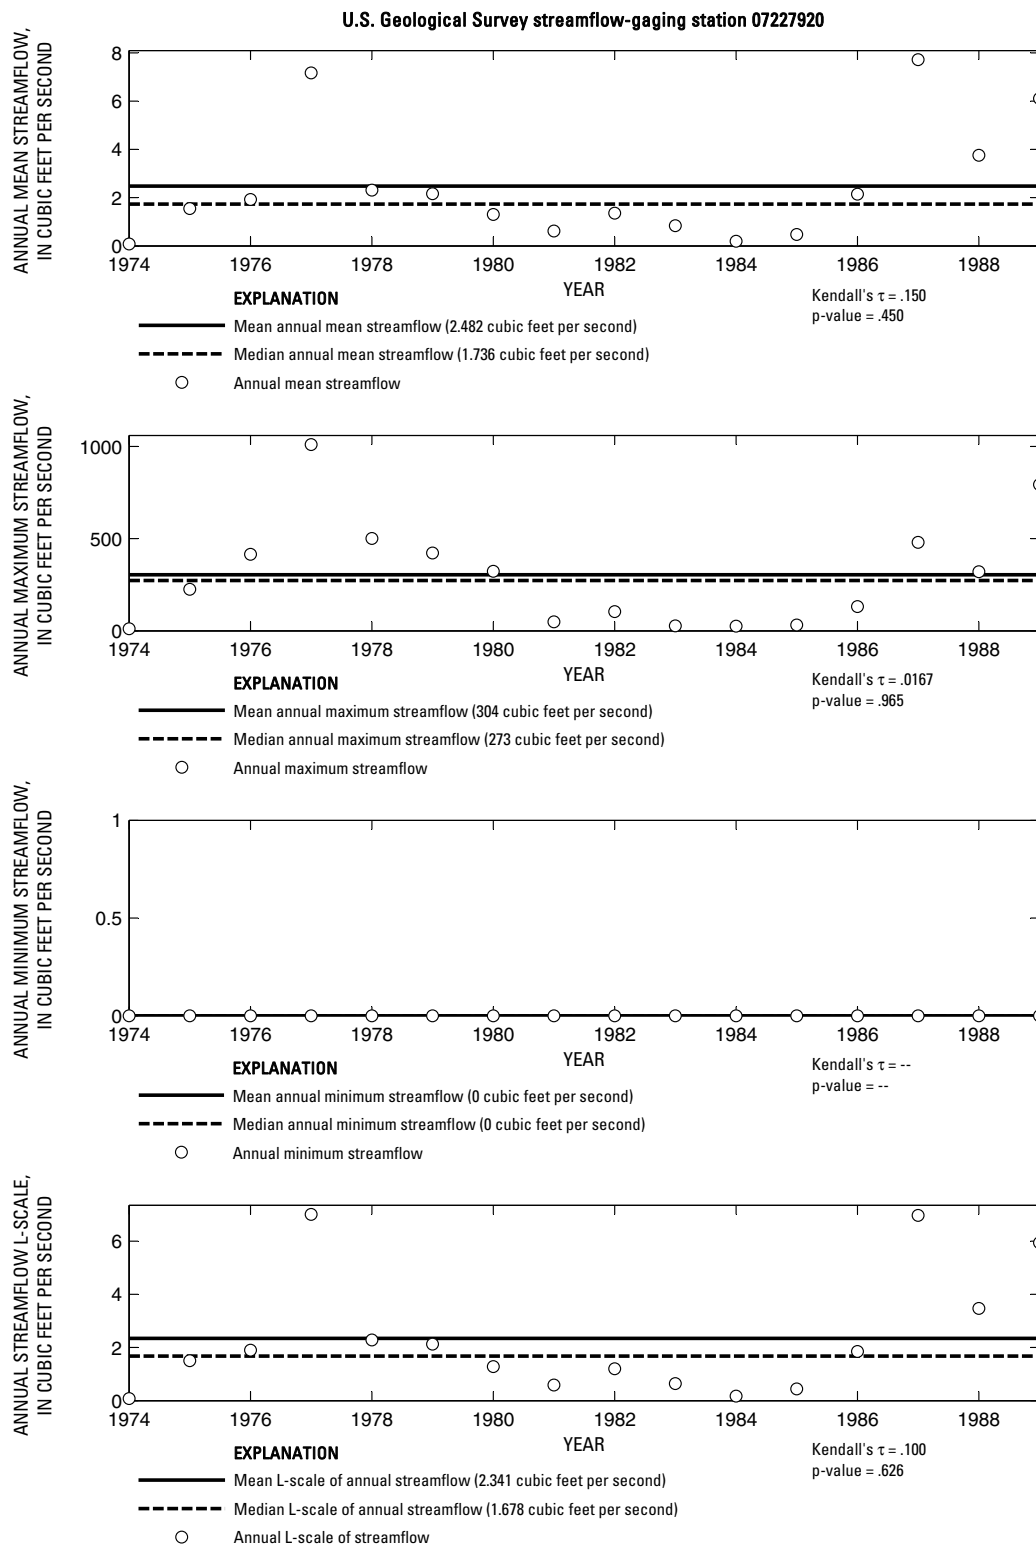 U.S. Geological Survey streamflow-gaging station 07227920
ANNUAL MEAN STREAMFLOW,
IN CUBIC FEET PER SECOND
8
6
4
2
0
1974 1976 1978 1980 1982 1984 1986 1988
YEAR
Kendall's τ = .150
p-value = .450
EXPLANATION
Mean annual mean streamflow (2.482 cubic feet per second)
Median annual mean streamflow (1.736 cubic feet per second)
Annual mean streamflow
ANNUAL MAXIMUM STREAMFLOW,
IN CUBIC FEET PER SECOND
1000
500
0
1974 1976 1978 1980 1982 1984 1986 1988
YEAR
Kendall's τ = .0167
p-value = .965
EXPLANATION
Mean annual maximum streamflow (304 cubic feet per second)
Median annual maximum streamflow (273 cubic feet per second)
Annual maximum streamflow
ANNUAL MINIMUM STREAMFLOW,
IN CUBIC FEET PER SECOND
1
0.5
0
1974 1976 1978 1980 1982 1984 1986 1988
YEAR
Kendall's τ = --
p-value = --
EXPLANATION
Mean annual minimum streamflow (0 cubic feet per second)
Median annual minimum streamflow (0 cubic feet per second)
Annual minimum streamflow
ANNUAL STREAMFLOW L-SCALE,
IN CUBIC FEET PER SECOND
6
4
2
0
1974 1976 1978 1980 1982 1984 1986 1988
YEAR
Kendall's τ = .100
p-value = .626
EXPLANATION
Mean L-scale of annual streamflow (2.341 cubic feet per second)
Median L-scale of annual streamflow (1.678 cubic feet per second)
Annual L-scale of streamflow